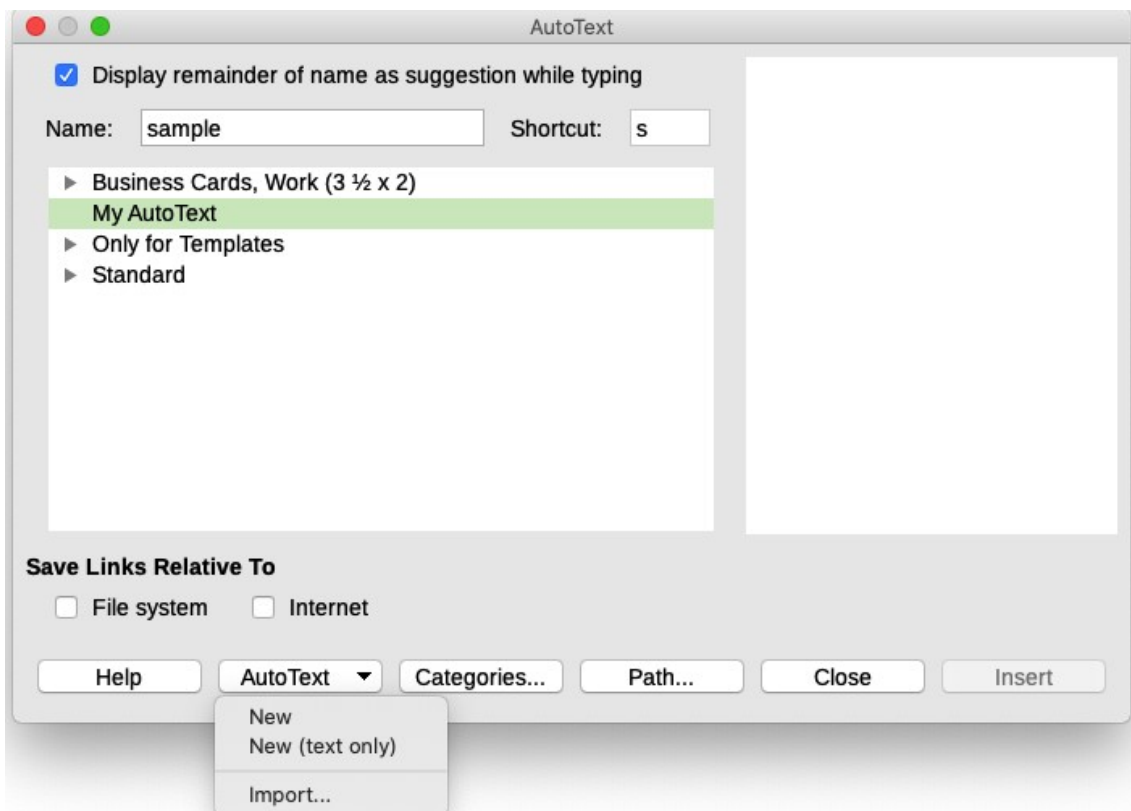 AutoText
Display remainder of name as suggestion while typing
Name: sample Shortcut: s
Business Cards, Work (3 ½ x 2)
My AutoText
Only for Templates
Standard
Save Links Relative To
File system Internet
Help AutoText Categories... Path... Close Insert
New
New (text only)
Import...